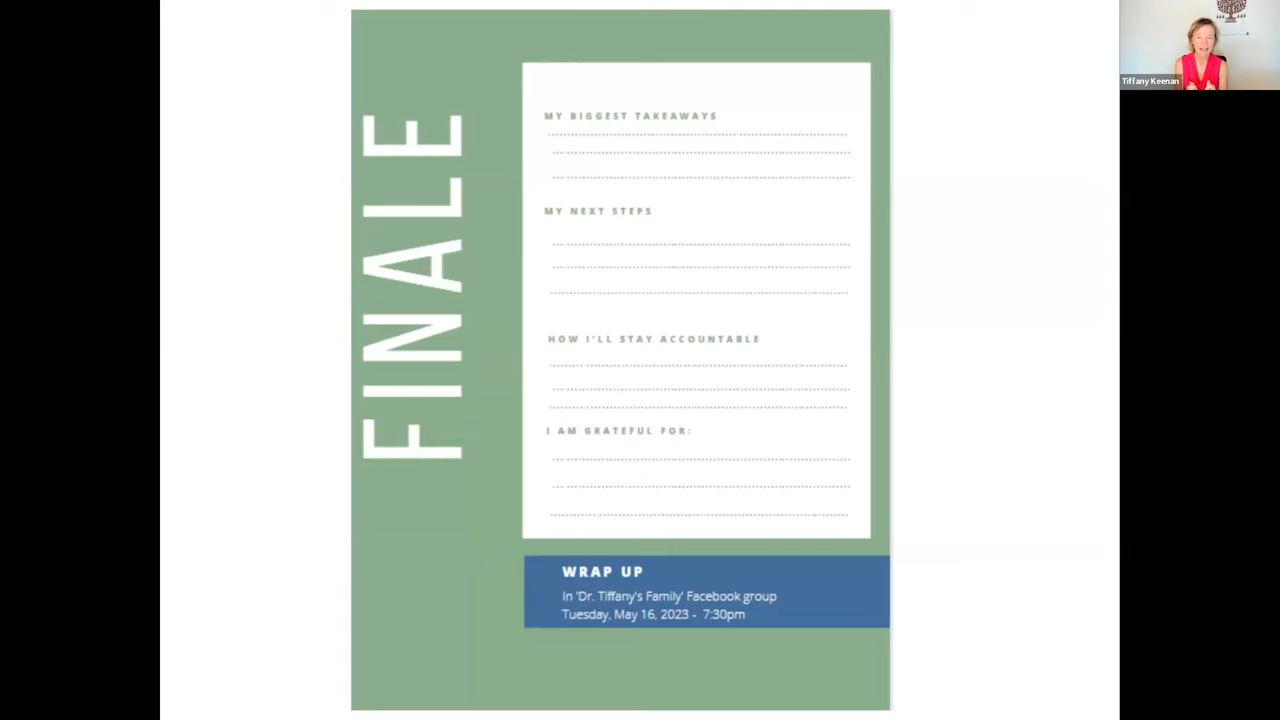 FINALE
MY BIGGEST TAKEAWAYS
MY NEXT STEPS
HOW I'LL STAY ACCOUNTABLE
I AM GRATEFUL FOR:
WRAP UP
In 'Dr. Tiffany's Family' Facebook group
Tuesday, May 16, 2023 - 7:30pm
Tiffany Keenan